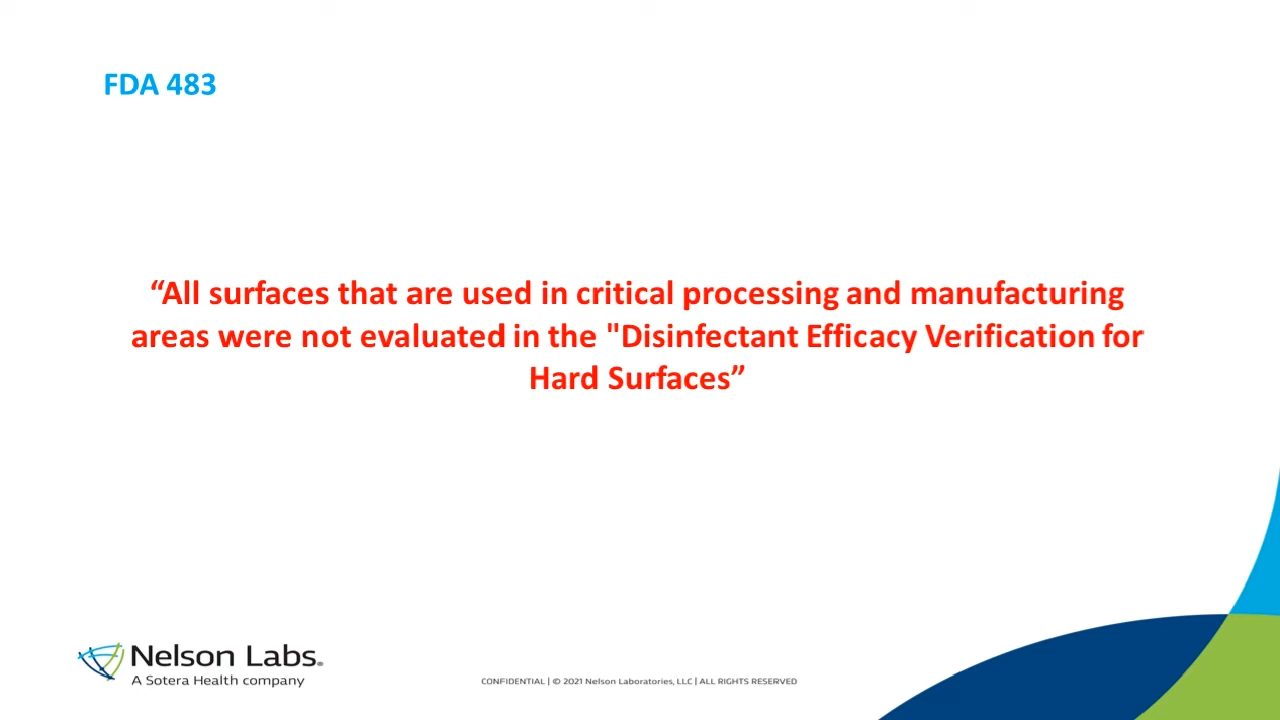 FDA 483
“All surfaces that are used in critical processing and manufacturing
areas were not evaluated in the "Disinfectant Efficacy Verification for
Hard Surfaces”
Nelson Labs®
A Sotera Health company
CONFIDENTIAL | © 2021 Nelson Laboratories, LLC | ALL RIGHTS RESERVED